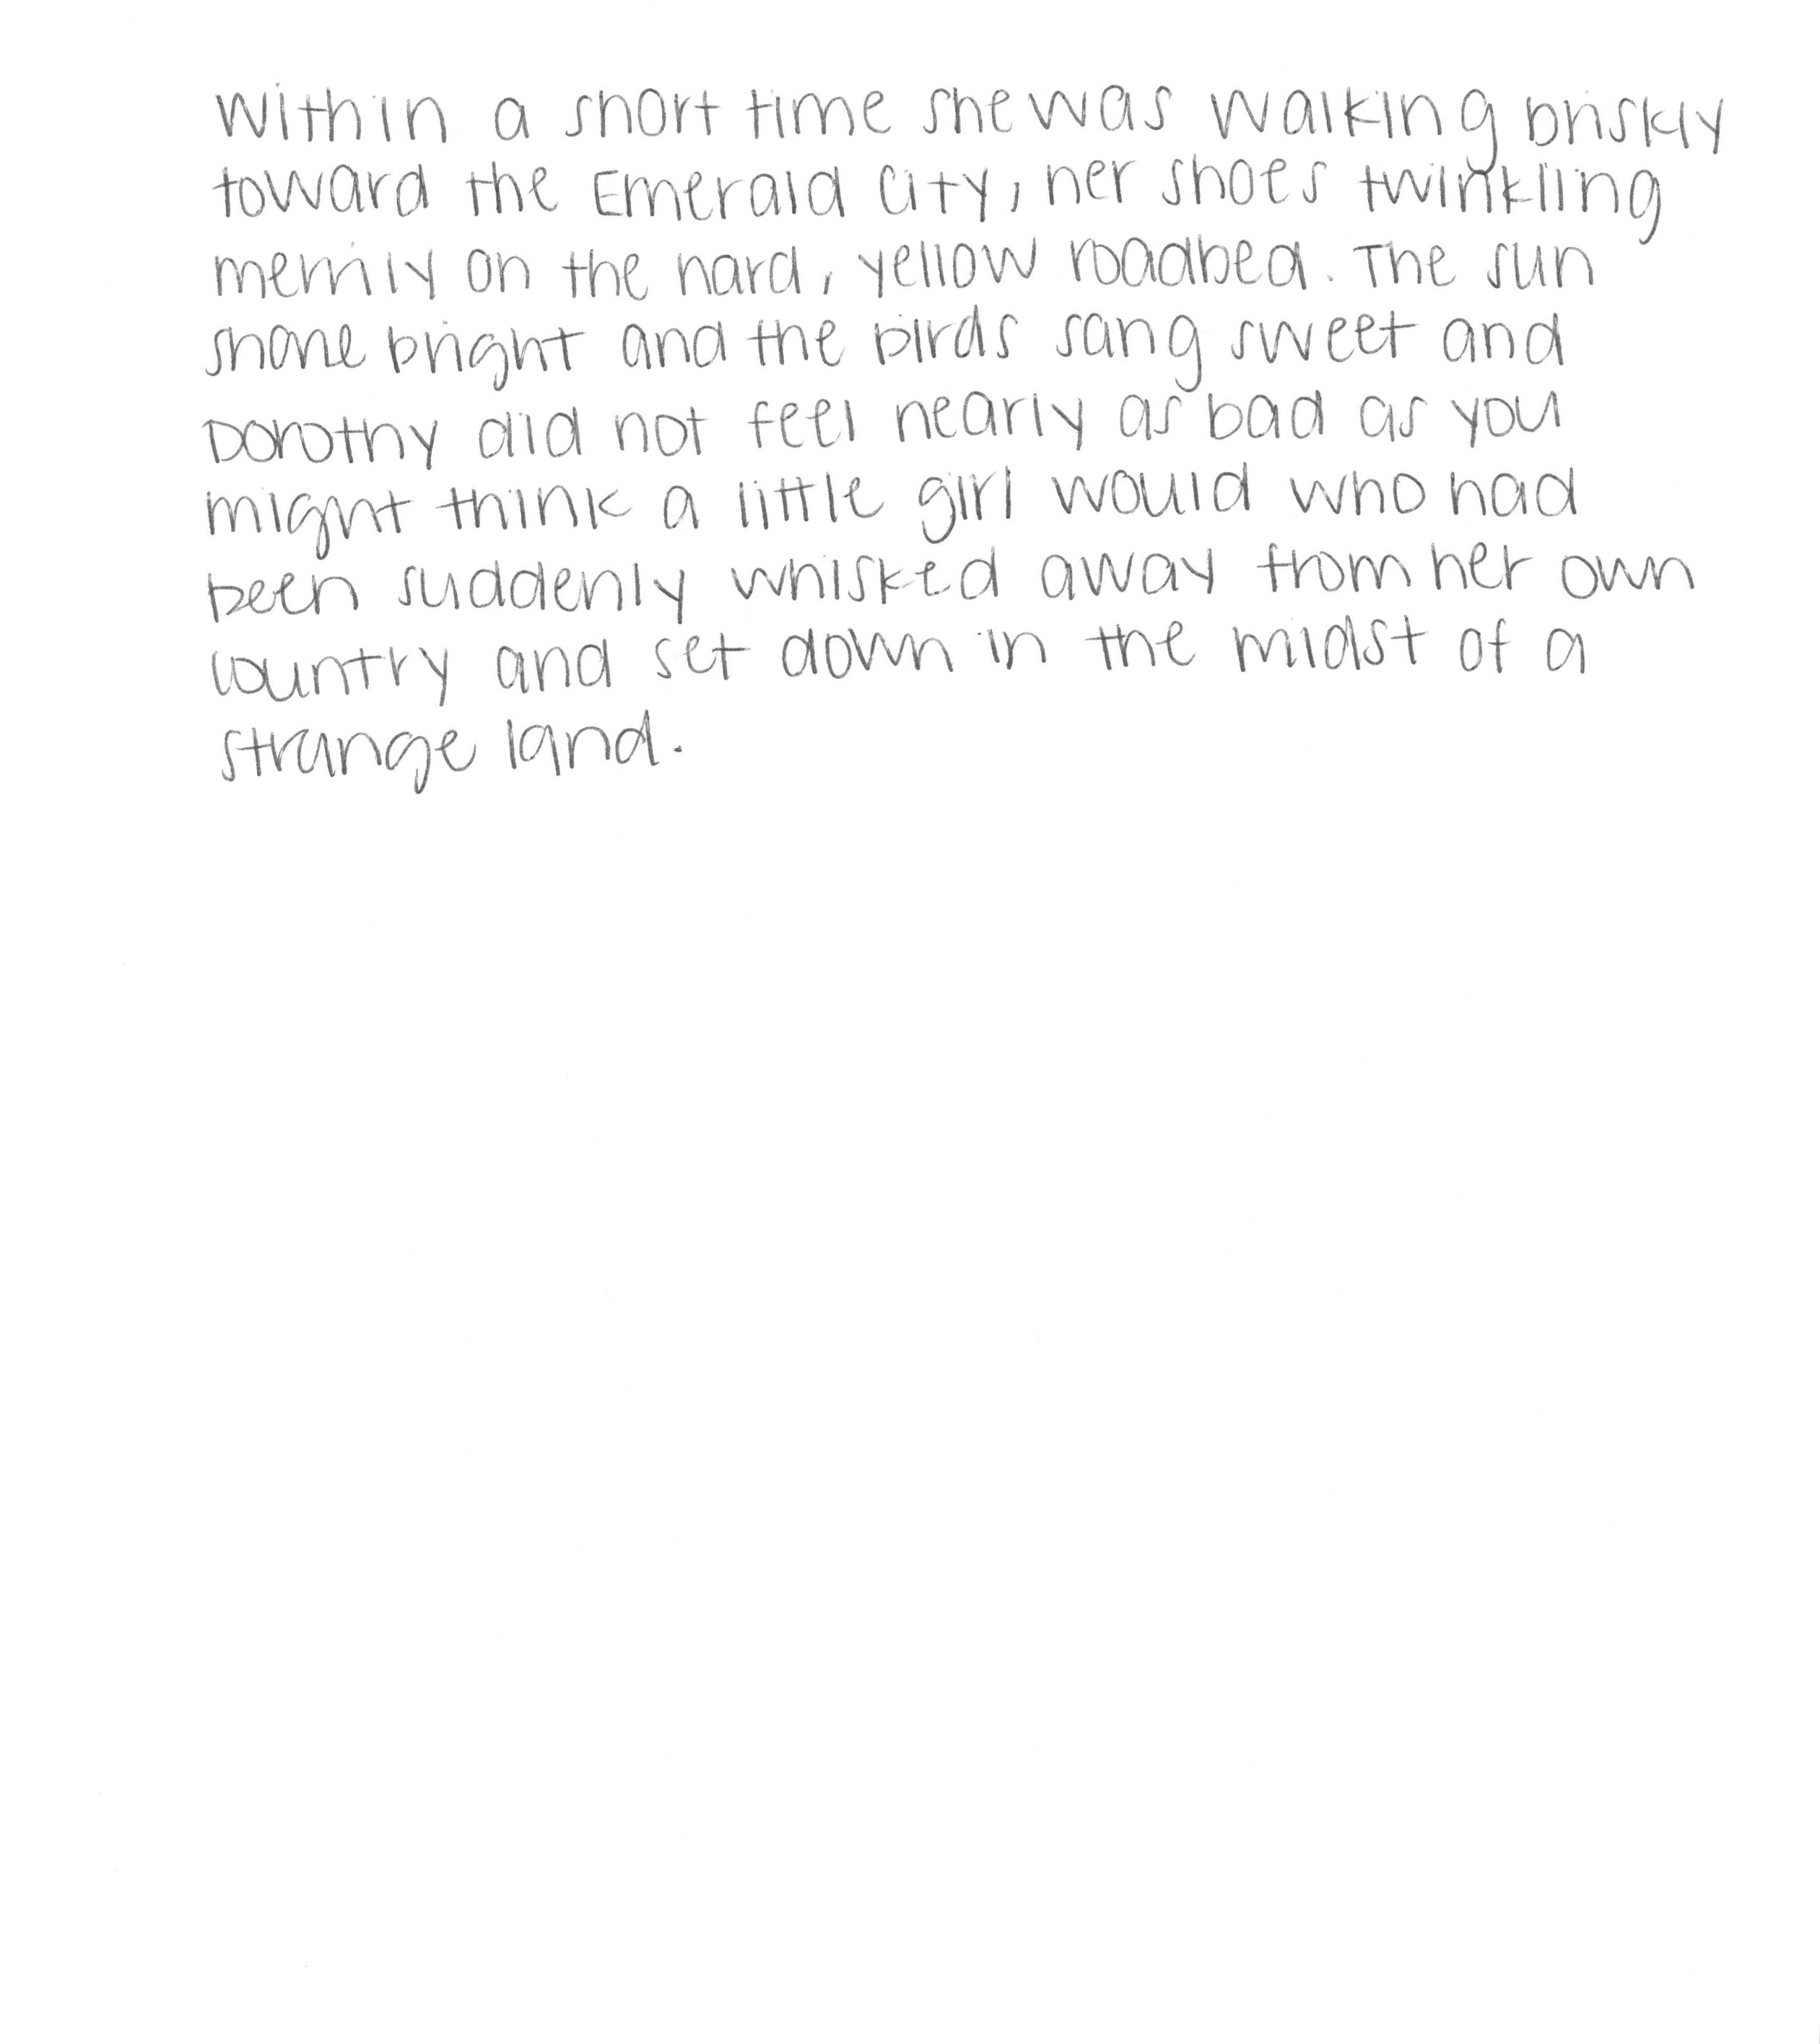 Within a short time she was walking briskly
toward the Emerald City, her shoes twinkling
merrily on the hard, yellow roadbed. The sun
shone bright and the birds sang sweet and
Dorothy did not feel nearly as bad as you
might think a little girl would who had
been suddenly whisked away from her own
country and set down in the midst of a
strange land.